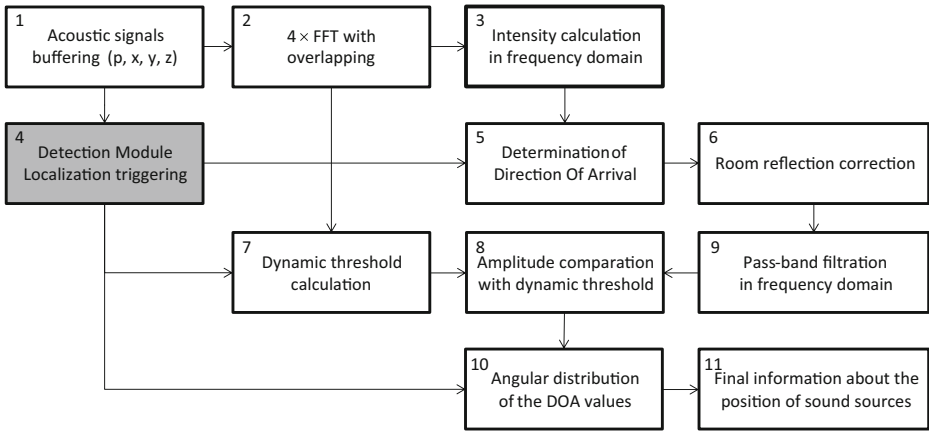 1
Acoustic signals
buffering (p, x, y, z)
2
4 × FFT with
overlapping
3
Intensity calculation
in frequency domain
4
Detection Module
Localization triggering
5
Determination of
Direction Of Arrival
6
Room reflection correction
7
Dynamic threshold
calculation
8
Amplitude comparation
with dynamic threshold
9
Pass-band filtration
in frequency domain
10
Angular distribution
of the DOA values
11
Final information about the
position of sound sources